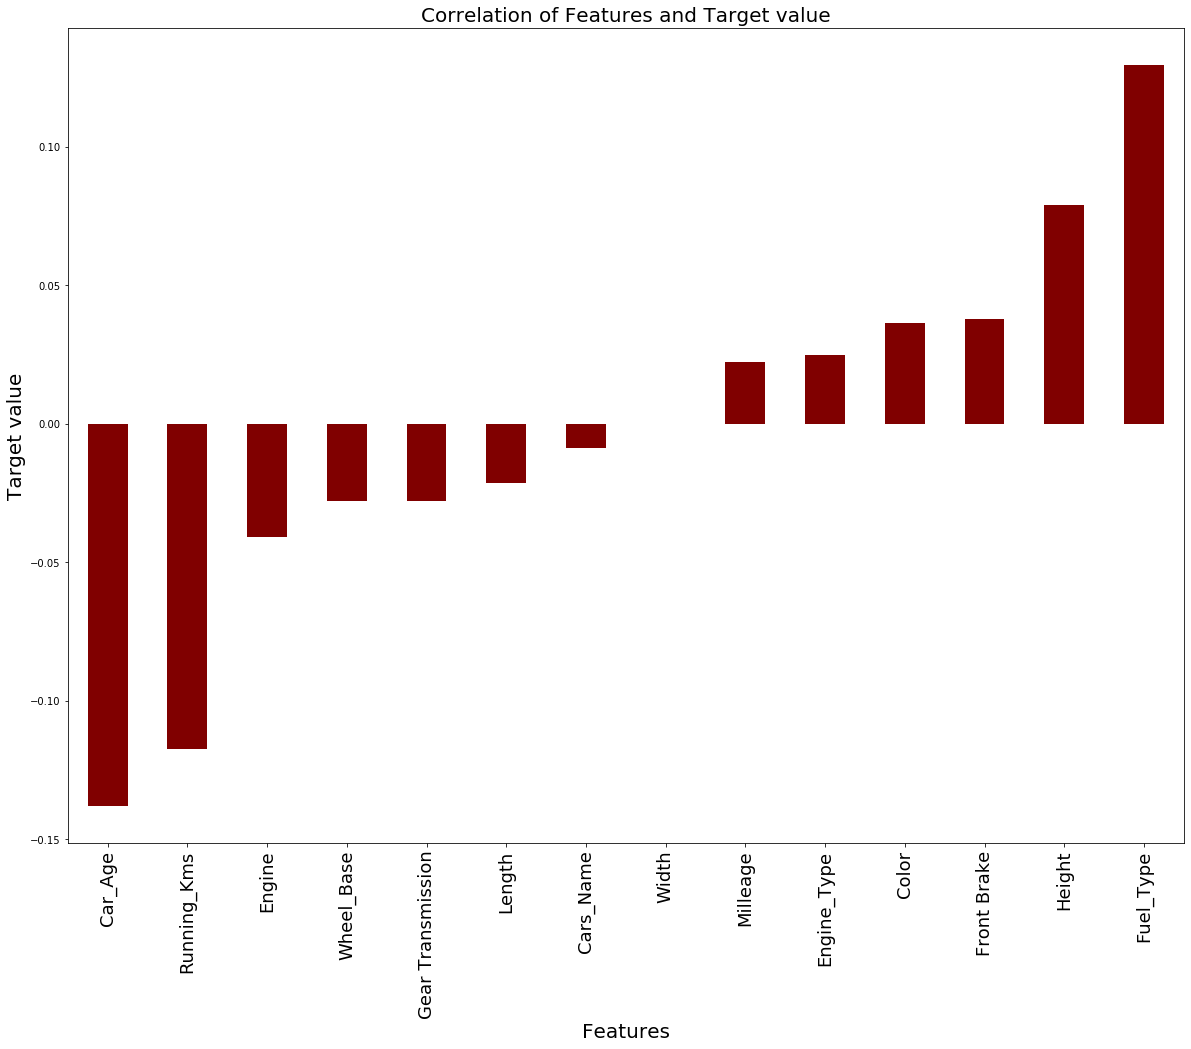 Correlation of Features and Target value
Target value
0.10
0.05
0.00
−0.05
−0.10
−0.15
Car_Age
Running_Kms
Engine
Wheel_Base
Gear Transmission
Length
Cars_Name
Width
Milleage
Engine_Type
Color
Front Brake
Height
Fuel_Type
Features